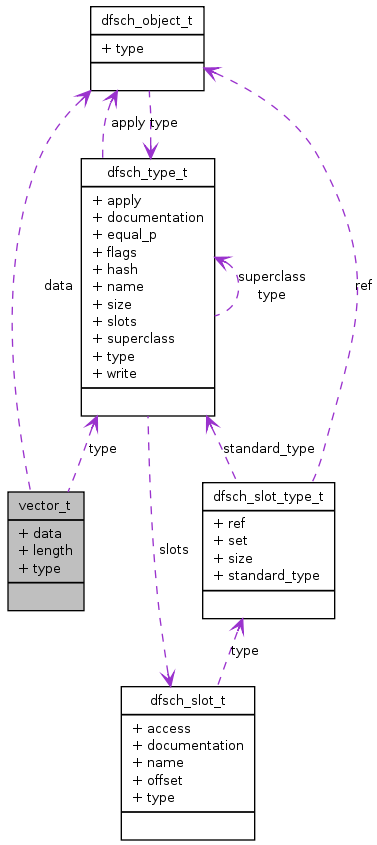 dfsch_object_t
+ type
apply type
dfsch_type_t
+ apply
+ documentation
+ equal_p
+ flags
+ hash
+ name
+ size
+ slots
+ superclass
+ type
+ write
superclass
type
data
ref
type
standard_type
vector_t
+ data
+ length
+ type
dfsch_slot_type_t
+ ref
+ set
+ size
+ standard_type
slots
type
dfsch_slot_t
+ access
+ documentation
+ name
+ offset
+ type